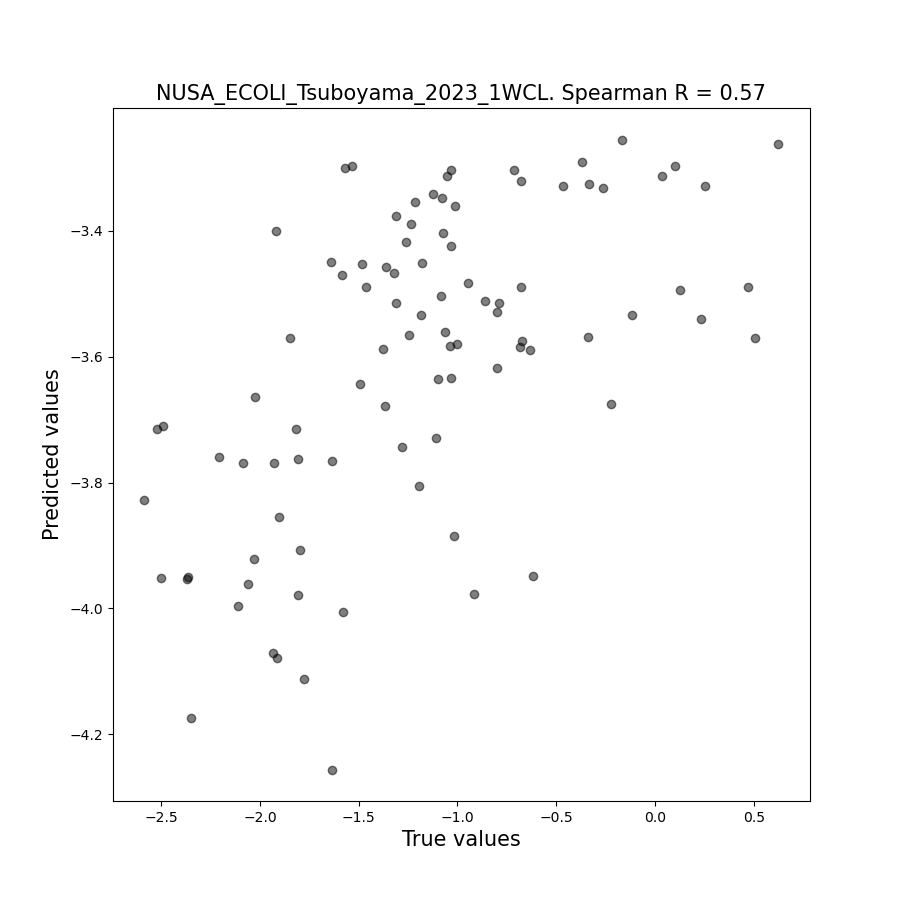 NUSA_ECOLI_Tsuboyama_2023_1WCL. Spearman R = 0.57
Predicted values
−3.4
−3.6
−3.8
−4.0
−4.2
−2.5 −2.0 −1.5 −1.0 −0.5 0.0 0.5
True values